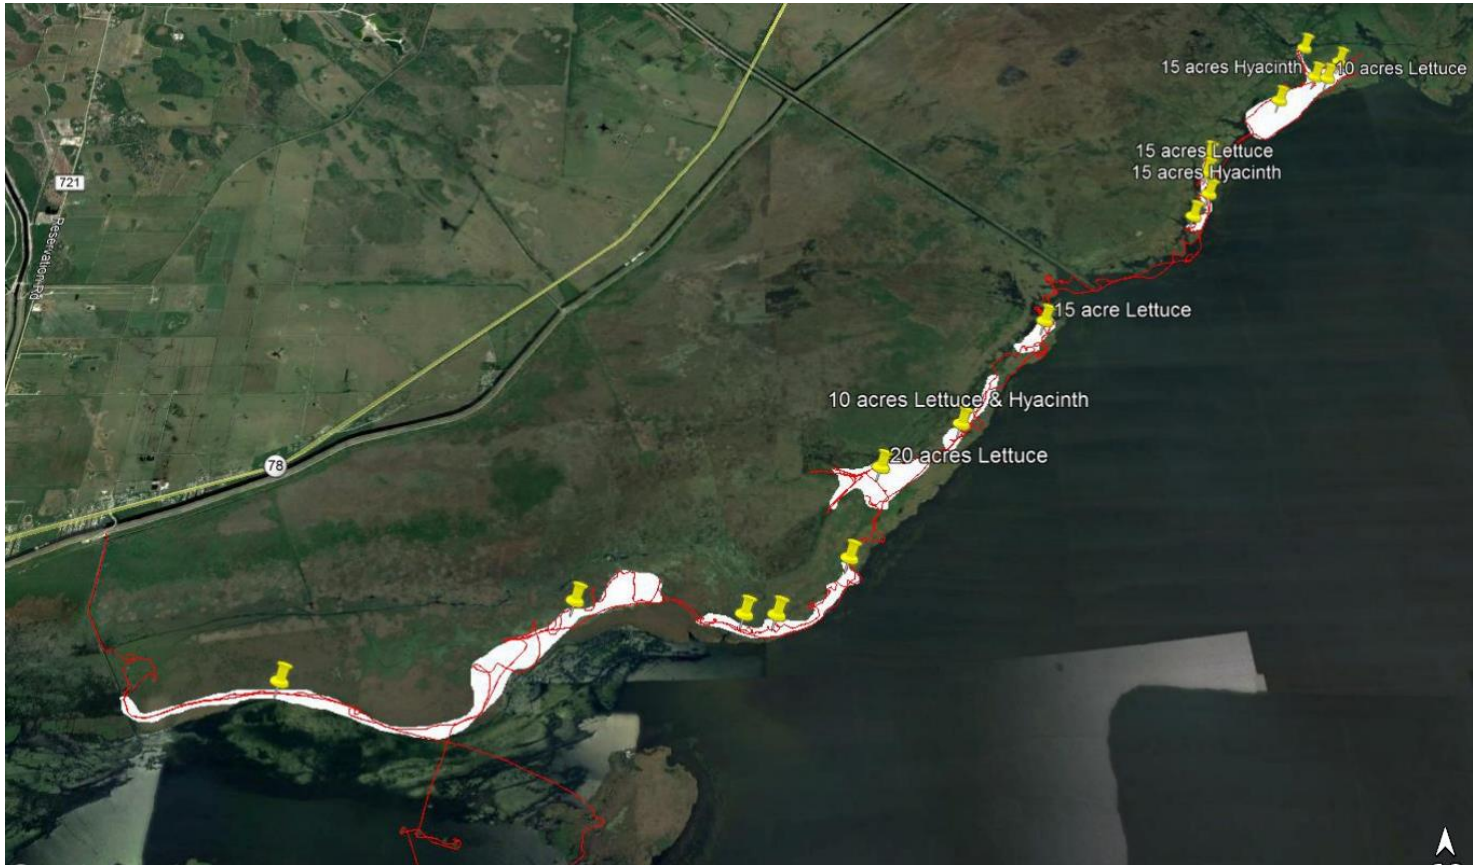 15 acres Hyacinth
10 acres Lettuce
15 acres Lettuce
15 acres Hyacinth
721
Reservation Rd
15 acre Lettuce
10 acres Lettuce & Hyacinth
20 acres Lettuce
78